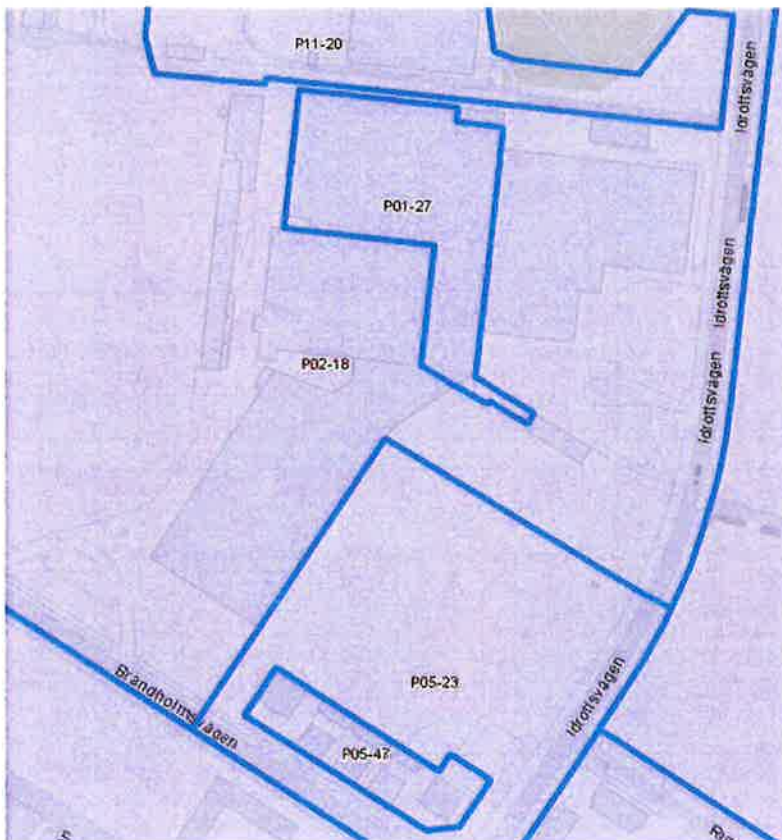 P11-20
Idrottsvägen
P01-27
Idrottsvägen
P02-18
Idrottsvägen
P05-23
Idrottsvägen
Brandholmsvägen
P05-47